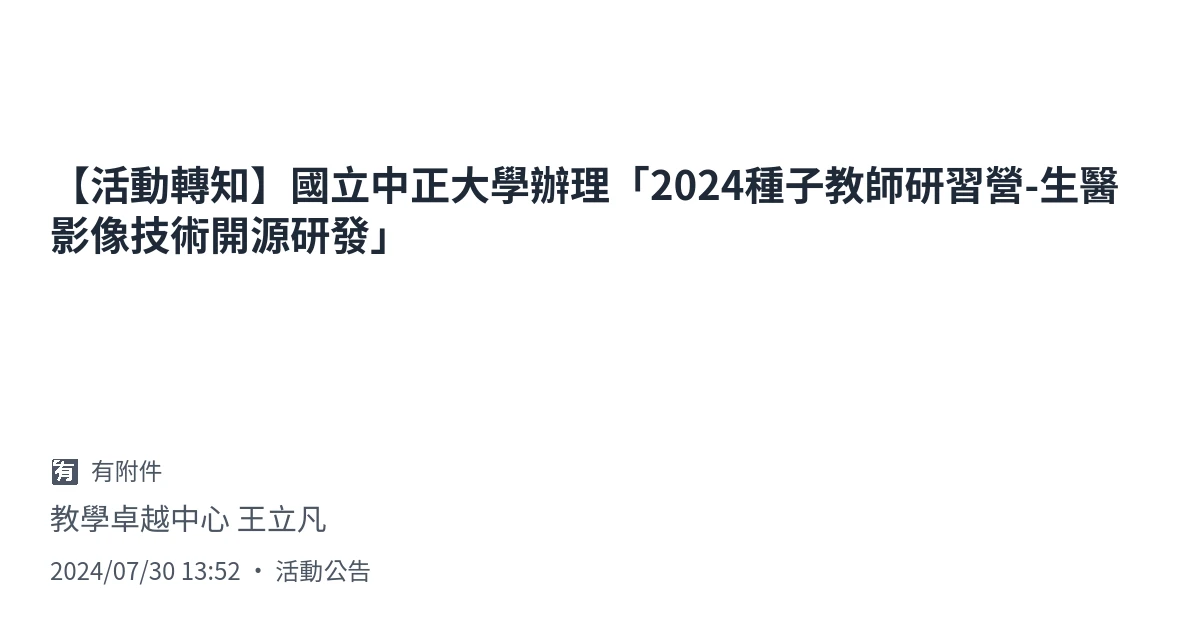 【活動轉知】國立中正大學辦理「2024種子教師研習營-生醫
影像技術開源研發」
有 有附件
教學卓越中心 王立凡
2024/07/30 13:52 ・ 活動公告